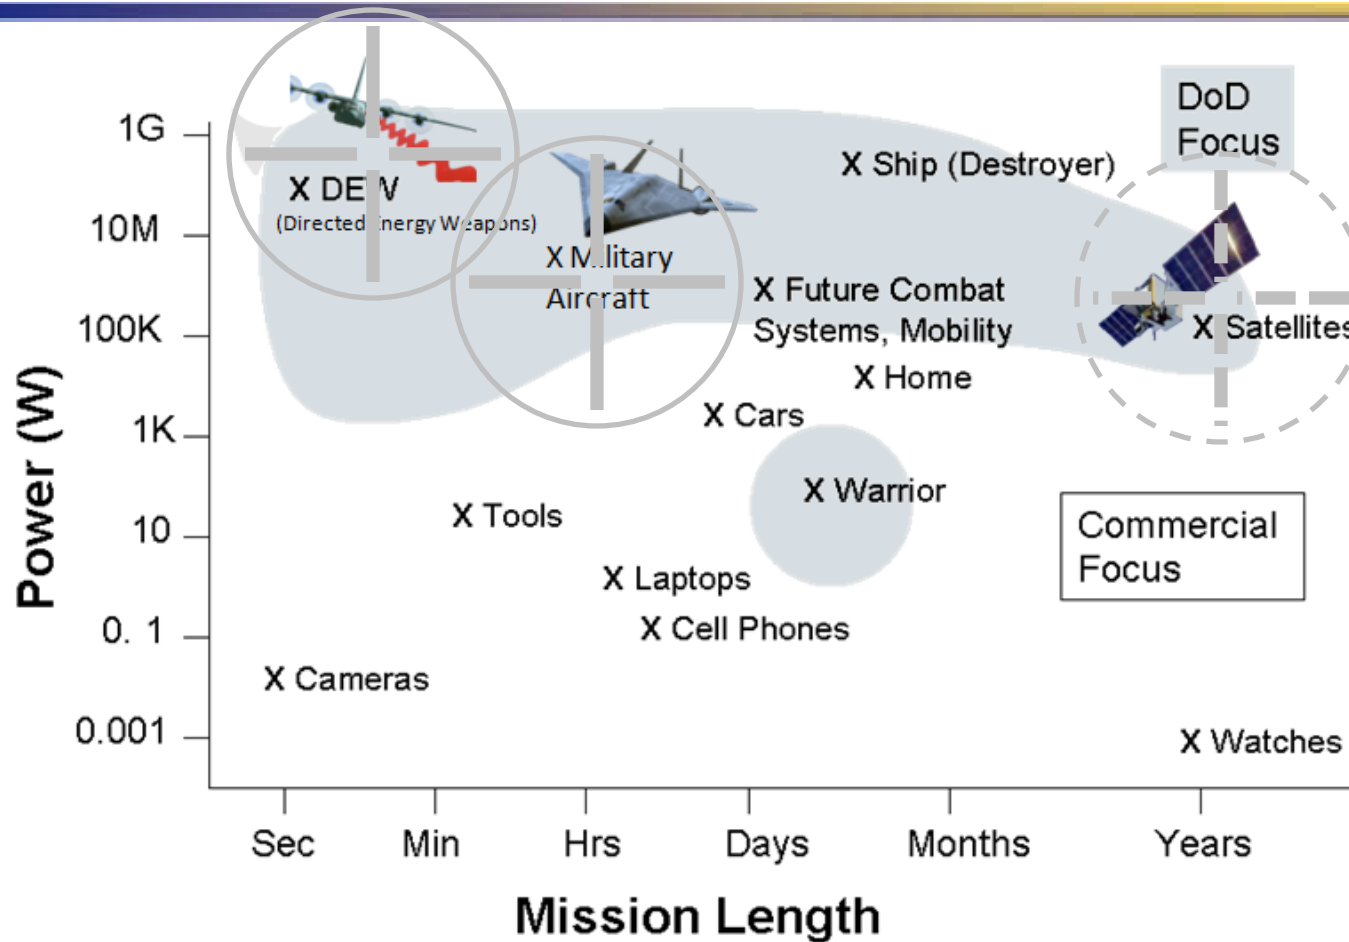 DoD
Focus
1G
X Ship (Destroyer)
X DEW
(Directed Energy Weapons)
10M
X Military
Aircraft
X Future Combat
Systems, Mobility
100K
X Satellites
X Home
X Cars
1K
X Warrior
X Tools
Commercial
Focus
10
X Laptops
X Cell Phones
0. 1
X Cameras
0.001
X Watches
Power (W)
Sec
Min
Hrs
Days
Months
Years
Mission Length